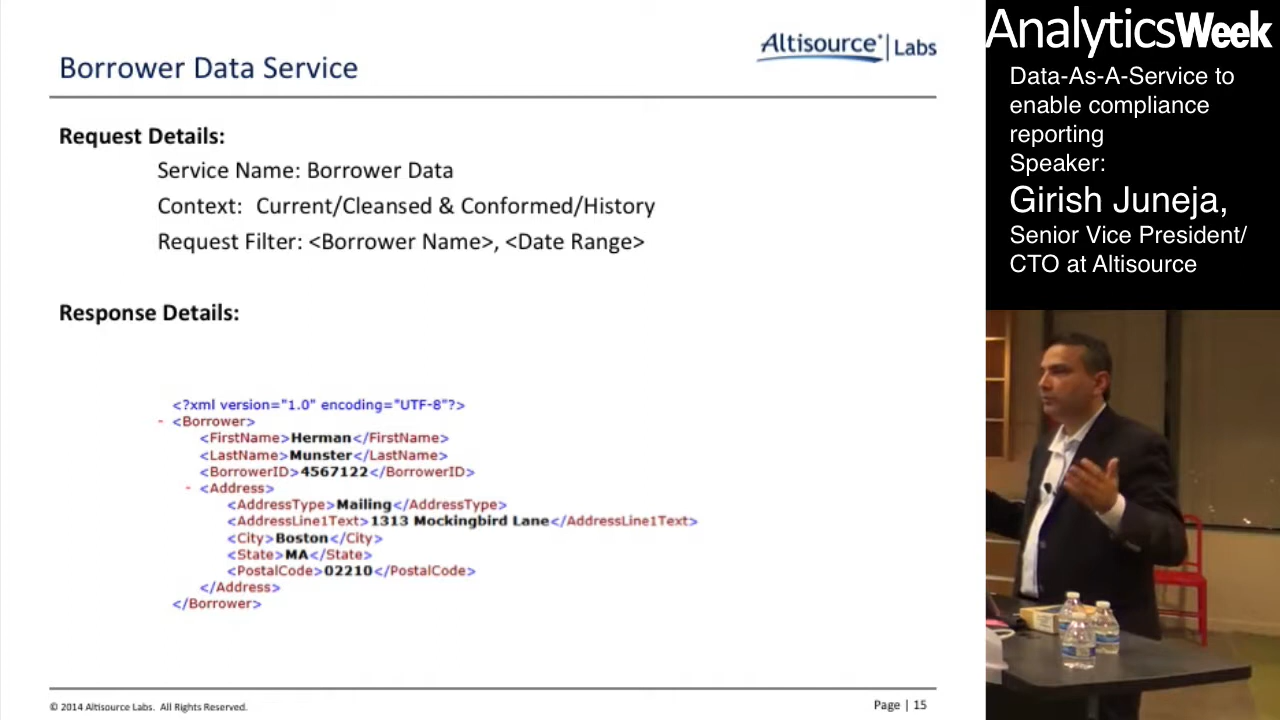 Borrower Data Service
Altisource® | Labs
Request Details:
Service Name: Borrower Data
Context: Current/Cleansed & Conformed/History
Request Filter: <Borrower Name>, <Date Range>
Response Details:
<?xml version="1.0" encoding="UTF-8"?>
- <Borrower>
<FirstName>Herman</FirstName>
<LastName>Munster</LastName>
<BorrowerID>4567122</BorrowerID>
- <Address>
<AddressType>Mailing</AddressType>
<AddressLine1Text>1313 Mockingbird Lane</AddressLine1Text>
<City>Boston</City>
<State>MA</State>
<PostalCode>02210</PostalCode>
</Address>
</Borrower>
© 2014 Altisource Labs. All Rights Reserved.
Page | 15
AnalyticsWeek
Data-As-A-Service to
enable compliance
reporting
Speaker:
Girish Juneja,
Senior Vice President/
CTO at Altisource